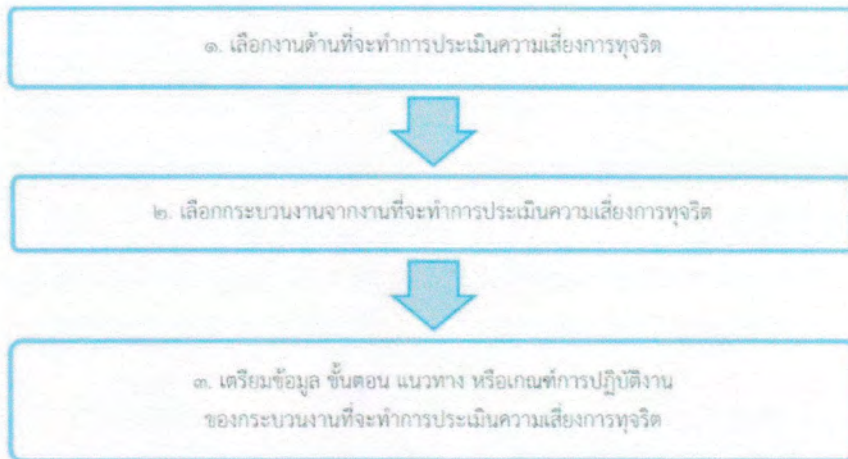 ๑. เลือกงานด้านที่จะทำการประเมินความเสี่ยงการทุจริต
๒. เลือกกระบวนงานจากงานที่จะทำการประเมินความเสี่ยงการทุจริต
๓. เตรียมข้อมูล ขั้นตอน แนวทาง หรือเกณฑ์การปฏิบัติงาน
ของกระบวนงานที่จะทำการประเมินความเสี่ยงการทุจริต